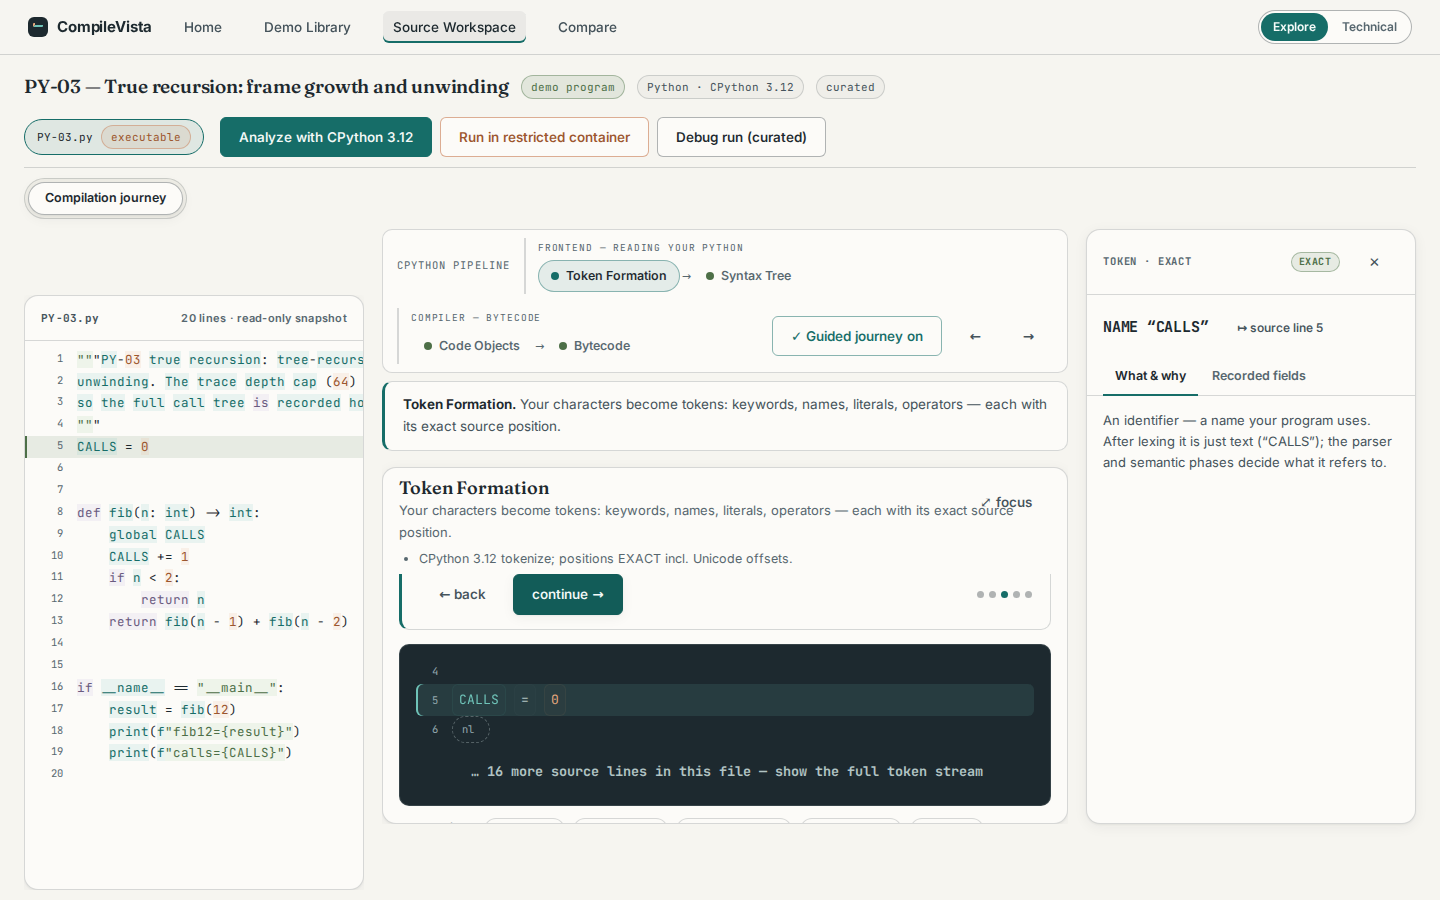 CompileVista
Home
Demo Library
Source Workspace
Compare
Explore
Technical
PY-03 — True recursion: frame growth and unwinding
demo program
Python · CPython 3.12
curated
PY-03.py
executable
Analyze with CPython 3.12
Run in restricted container
Debug run (curated)
Compilation journey
PY-03.py
20 lines · read-only snapshot
1 """PY-03 true recursion: tree-recurs
2 unwinding. The trace depth cap (64)
3 so the full call tree is recorded ho
4 """
5 CALLS = 0
6
7
8 def fib(n: int) → int:
9 global CALLS
10 CALLS += 1
11 if n < 2:
12 return n
13 return fib(n - 1) + fib(n - 2)
14
15
16 if __name__ == "__main__":
17 result = fib(12)
18 print(f"fib12={result}")
19 print(f"calls={CALLS}")
20
CPYTHON PIPELINE
FRONTEND — READING YOUR PYTHON
Token Formation
→
Syntax Tree
COMPILER — BYTECODE
Code Objects
→
Bytecode
✓ Guided journey on
←
→
Token Formation. Your characters become tokens: keywords, names, literals, operators — each with
its exact source position.
Token Formation
⤢ focus
Your characters become tokens: keywords, names, literals, operators — each with its exact source
position.
• CPython 3.12 tokenize; positions EXACT incl. Unicode offsets.
← back
continue →
4
5 CALLS = 0
6 nl
… 16 more source lines in this file — show the full token stream
TOKEN · EXACT
EXACT
×
NAME “CALLS”
↦ source line 5
What & why
Recorded fields
An identifier — a name your program uses.
After lexing it is just text (“CALLS”); the parser
and semantic phases decide what it refers to.